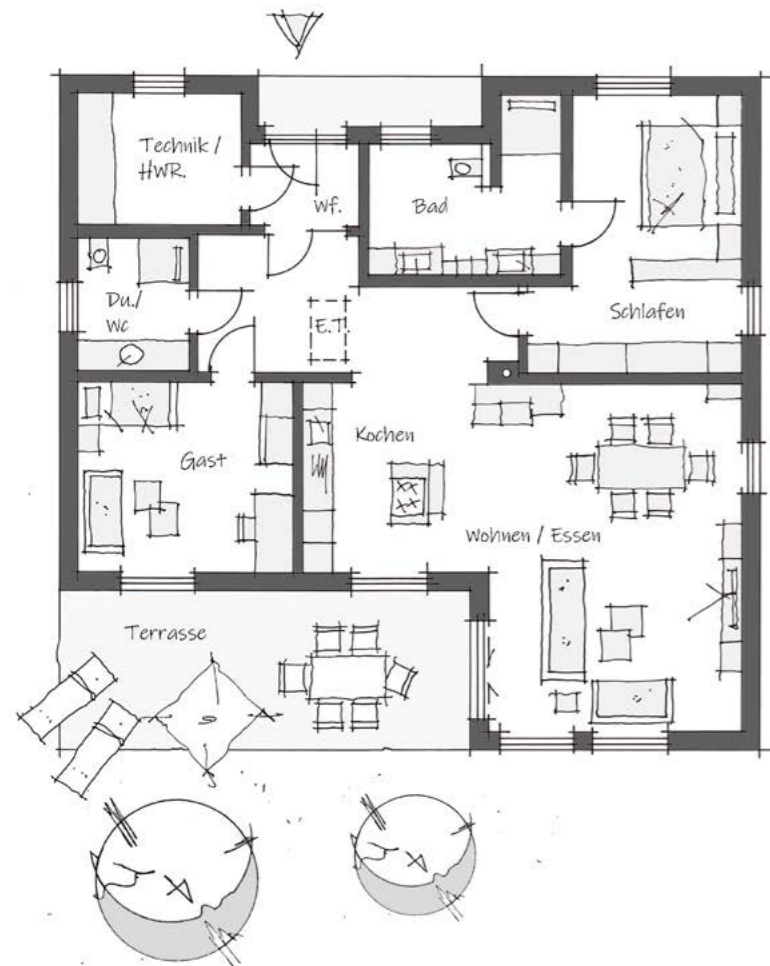 Technik /
HWR.
Wf.
Bad
Du./
WC
E.T.
Schlafen
Gast
Kochen
Wohnen / Essen
Terrasse